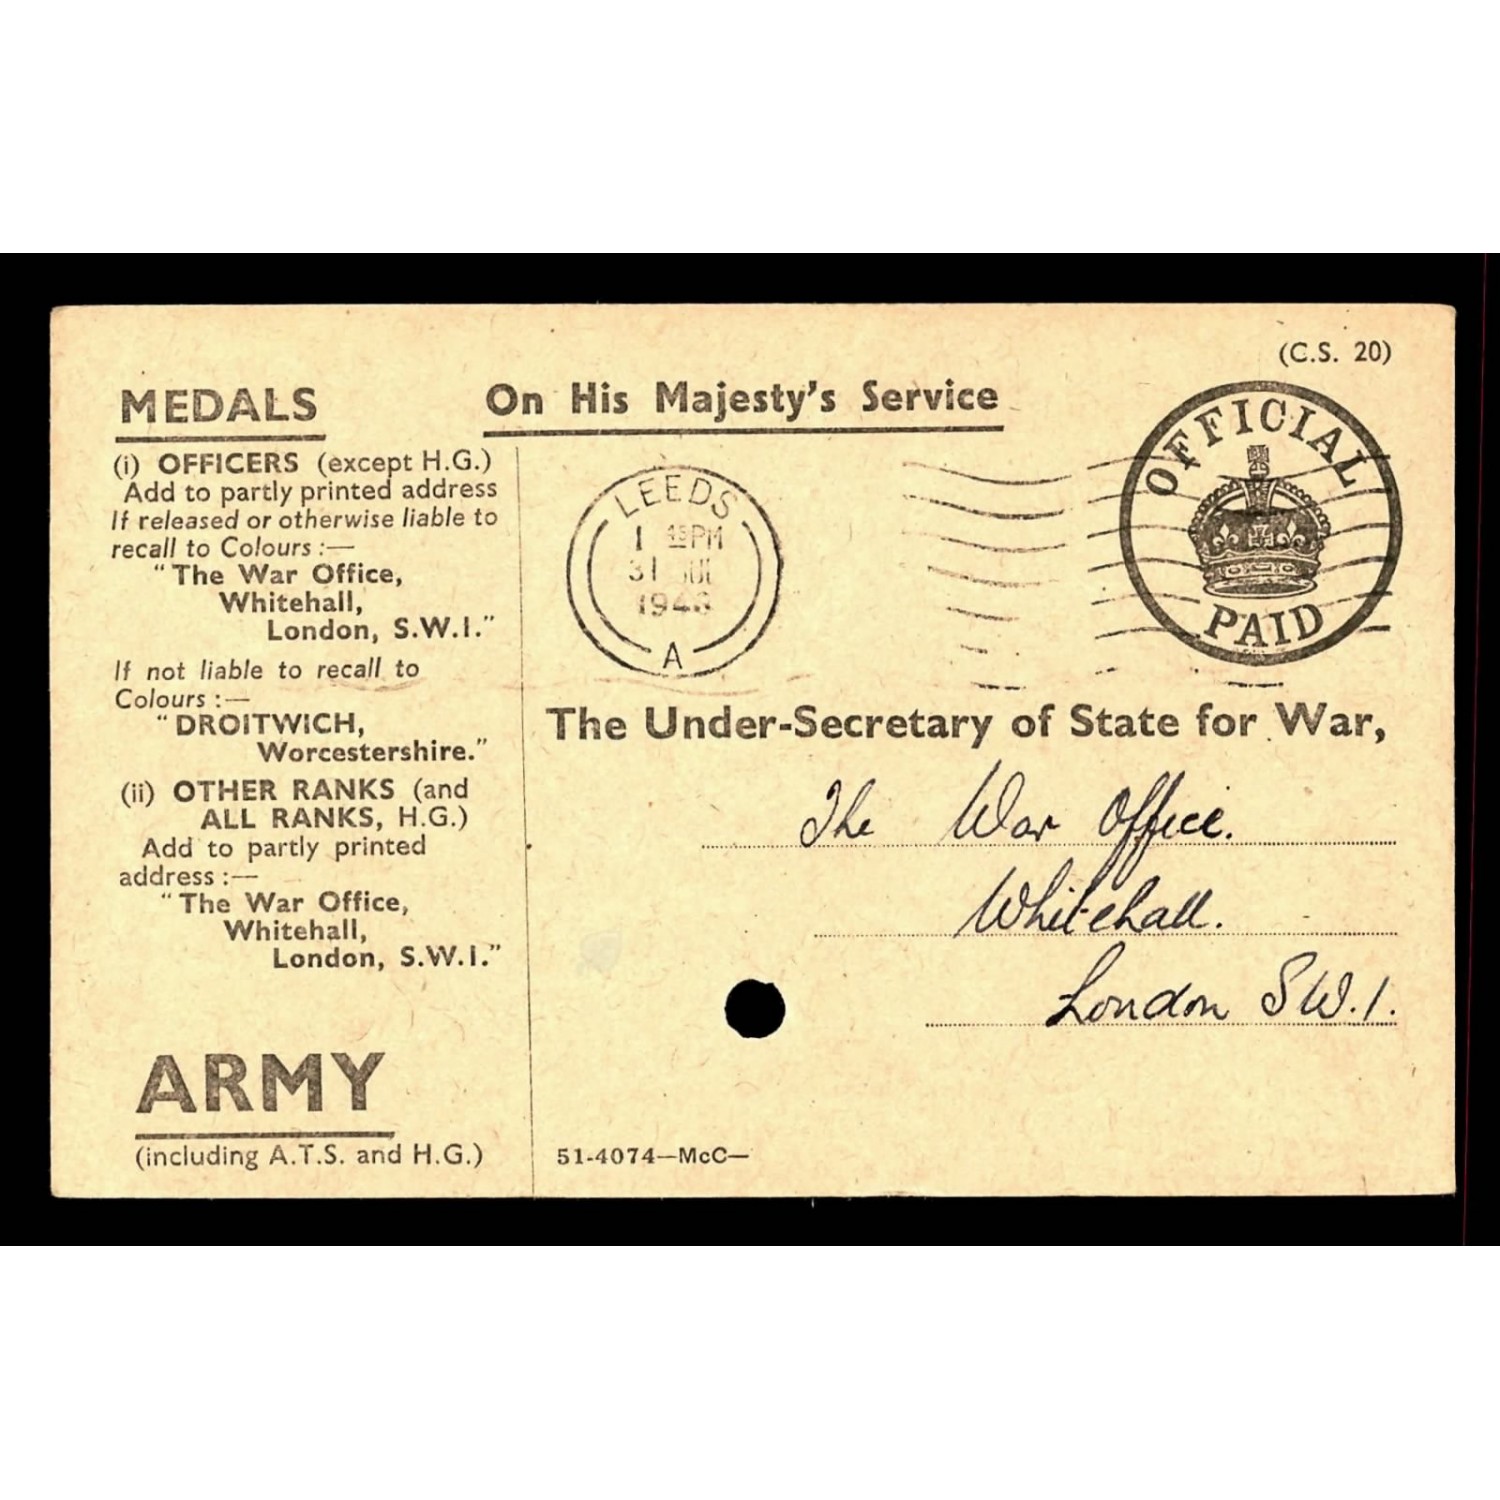 (C.S. 20)
MEDALS
On His Majesty's Service
(i) OFFICERS (except H.G.)
Add to partly printed address
If released or otherwise liable to
recall to Colours :—
"The War Office,
Whitehall,
London, S.W.1."
If not liable to recall to
Colours :—
"DROITWICH,
Worcestershire."
(ii) OTHER RANKS (and
ALL RANKS, H.G.)
Add to partly printed
address :—
"The War Office,
Whitehall,
London, S.W.1."
ARMY
(including A.T.S. and H.G.)
LEEDS
1 PM
31 JUL
A
OFFICIAL
PAID
The Under-Secretary of State for War,
The War Office.
Whitehall.
London S.W.1.
51-4074—McC—